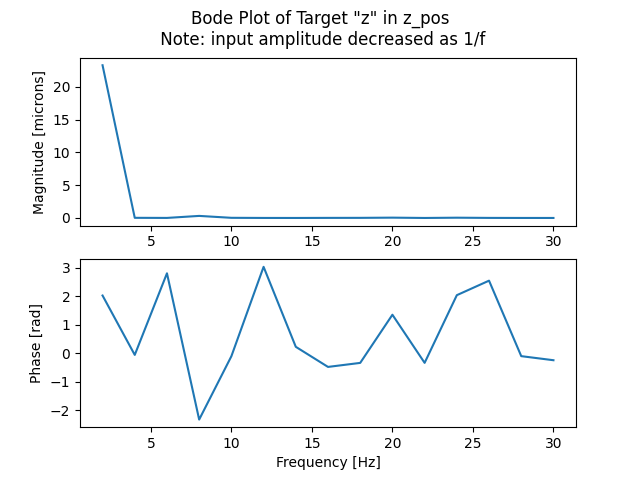 Bode Plot of Target "z" in z_pos
Note: input amplitude decreased as 1/f
Magnitude [microns]
20
15
10
5
0
5 10 15 20 25 30
Phase [rad]
3
2
1
0
−1
−2
5 10 15 20 25 30
Frequency [Hz]